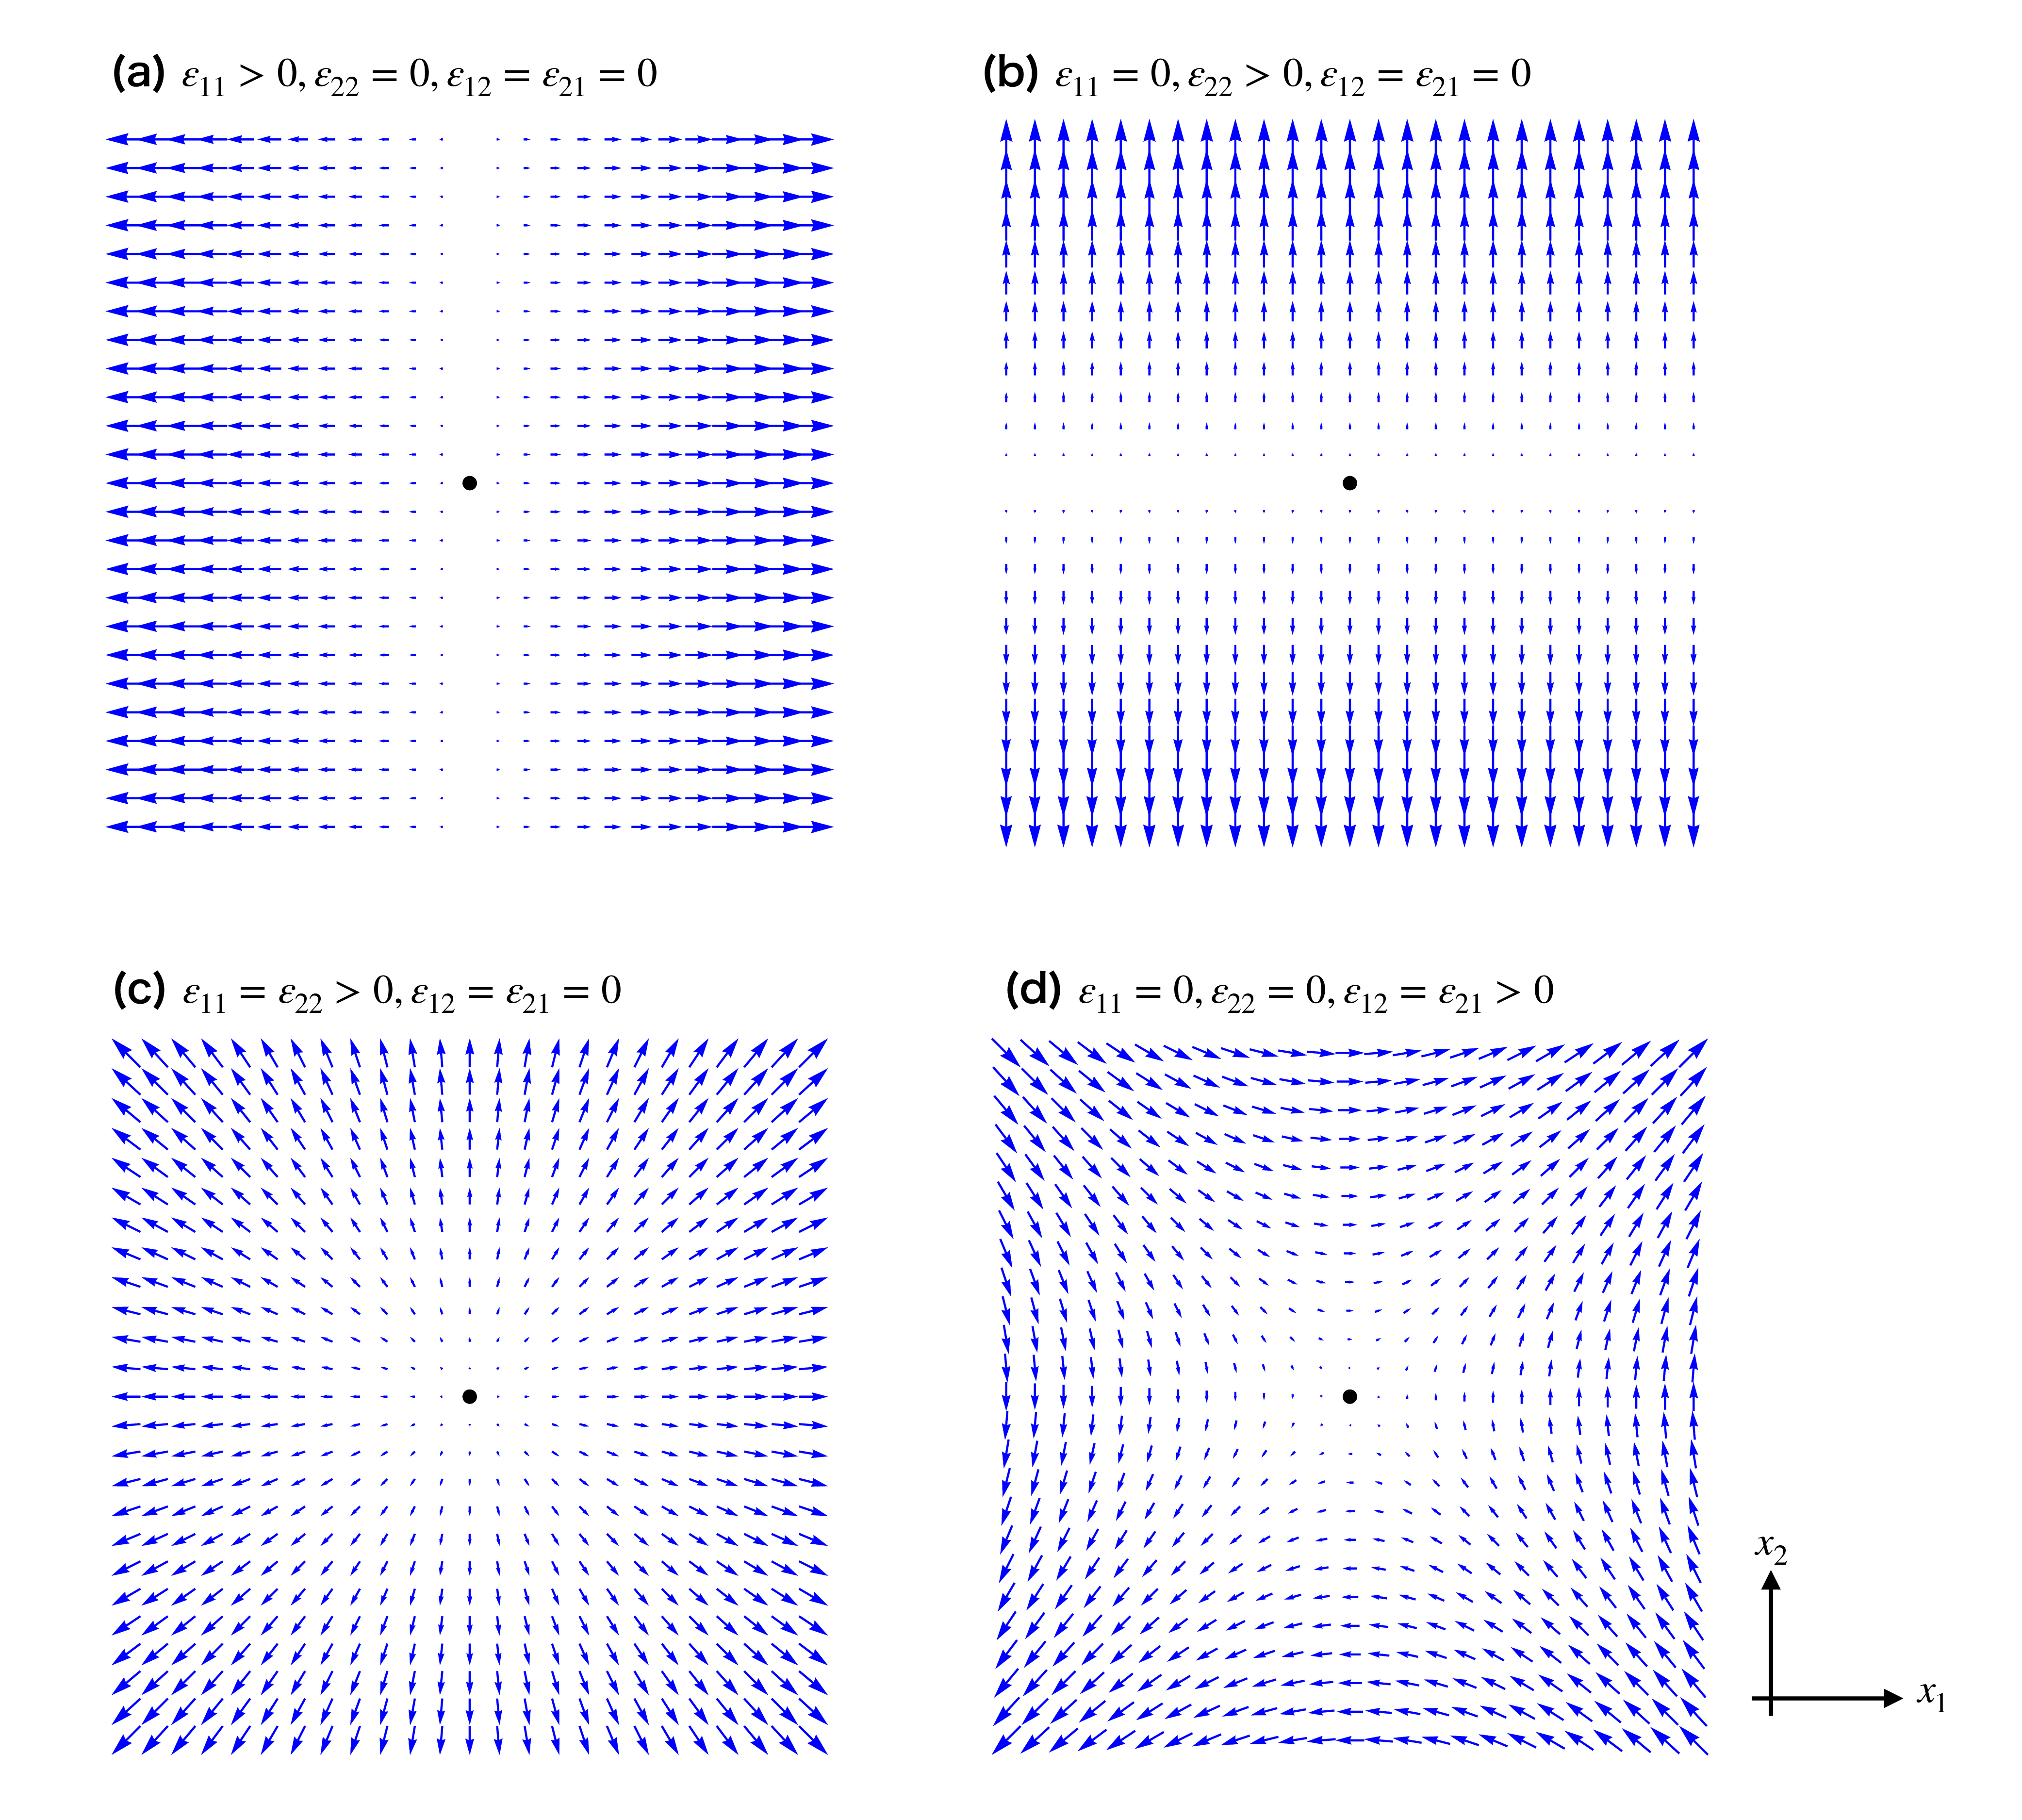 (a) ε₁₁ > 0, ε₂₂ = 0, ε₁₂ = ε₂₁ = 0
(b) ε₁₁ = 0, ε₂₂ > 0, ε₁₂ = ε₂₁ = 0
(c) ε₁₁ = ε₂₂ > 0, ε₁₂ = ε₂₁ = 0
(d) ε₁₁ = 0, ε₂₂ = 0, ε₁₂ = ε₂₁ > 0
x₂
x₁